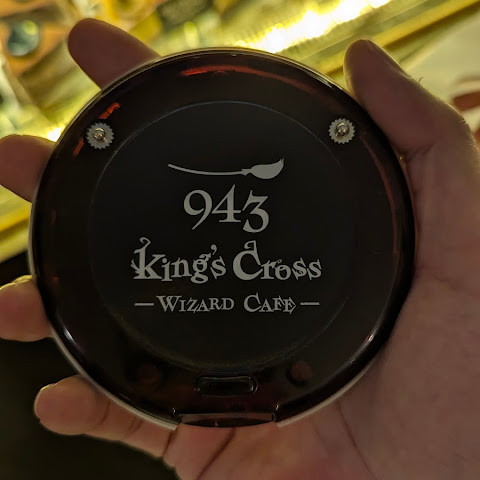 943
King's Cross
— WIZARD CAFE —